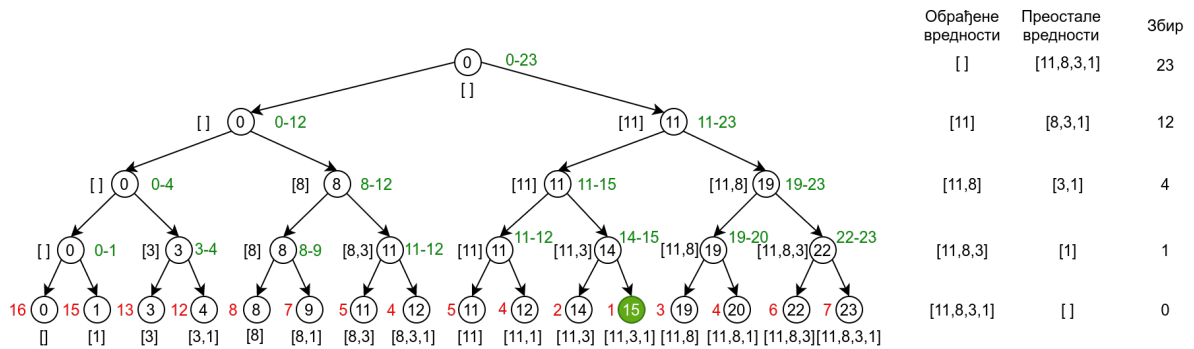 Обрађене вредности Преостале вредности Збир
0 0-23 [ ] [11,8,3,1] 23
[ ]
[ ] 0 0-12 [11] 11 11-23 [11] [8,3,1] 12
[ ] 0 0-4 [8] 8 8-12 [11] 11 11-15 [11,8] 19 19-23 [11,8] [3,1] 4
[ ] 0 0-1 [3] 3 3-4 [8] 8 8-9 [8,3] 11 11-12 [11] 11 11-12 [11,3] 14 14-15 [11,8] 19 19-20 [11,8,3] 22 22-23 [11,8,3] [1] 1
16 0 15 1 13 3 12 4 8 8 7 9 5 11 4 12 5 11 4 12 2 14 1 15 3 19 4 20 6 22 7 23 [11,8,3,1] [ ] 0
[] [1] [3] [3,1] [8] [8,1] [8,3] [8,3,1] [11] [11,1] [11,3] [11,3,1] [11,8] [11,8,1] [11,8,3] [11,8,3,1]